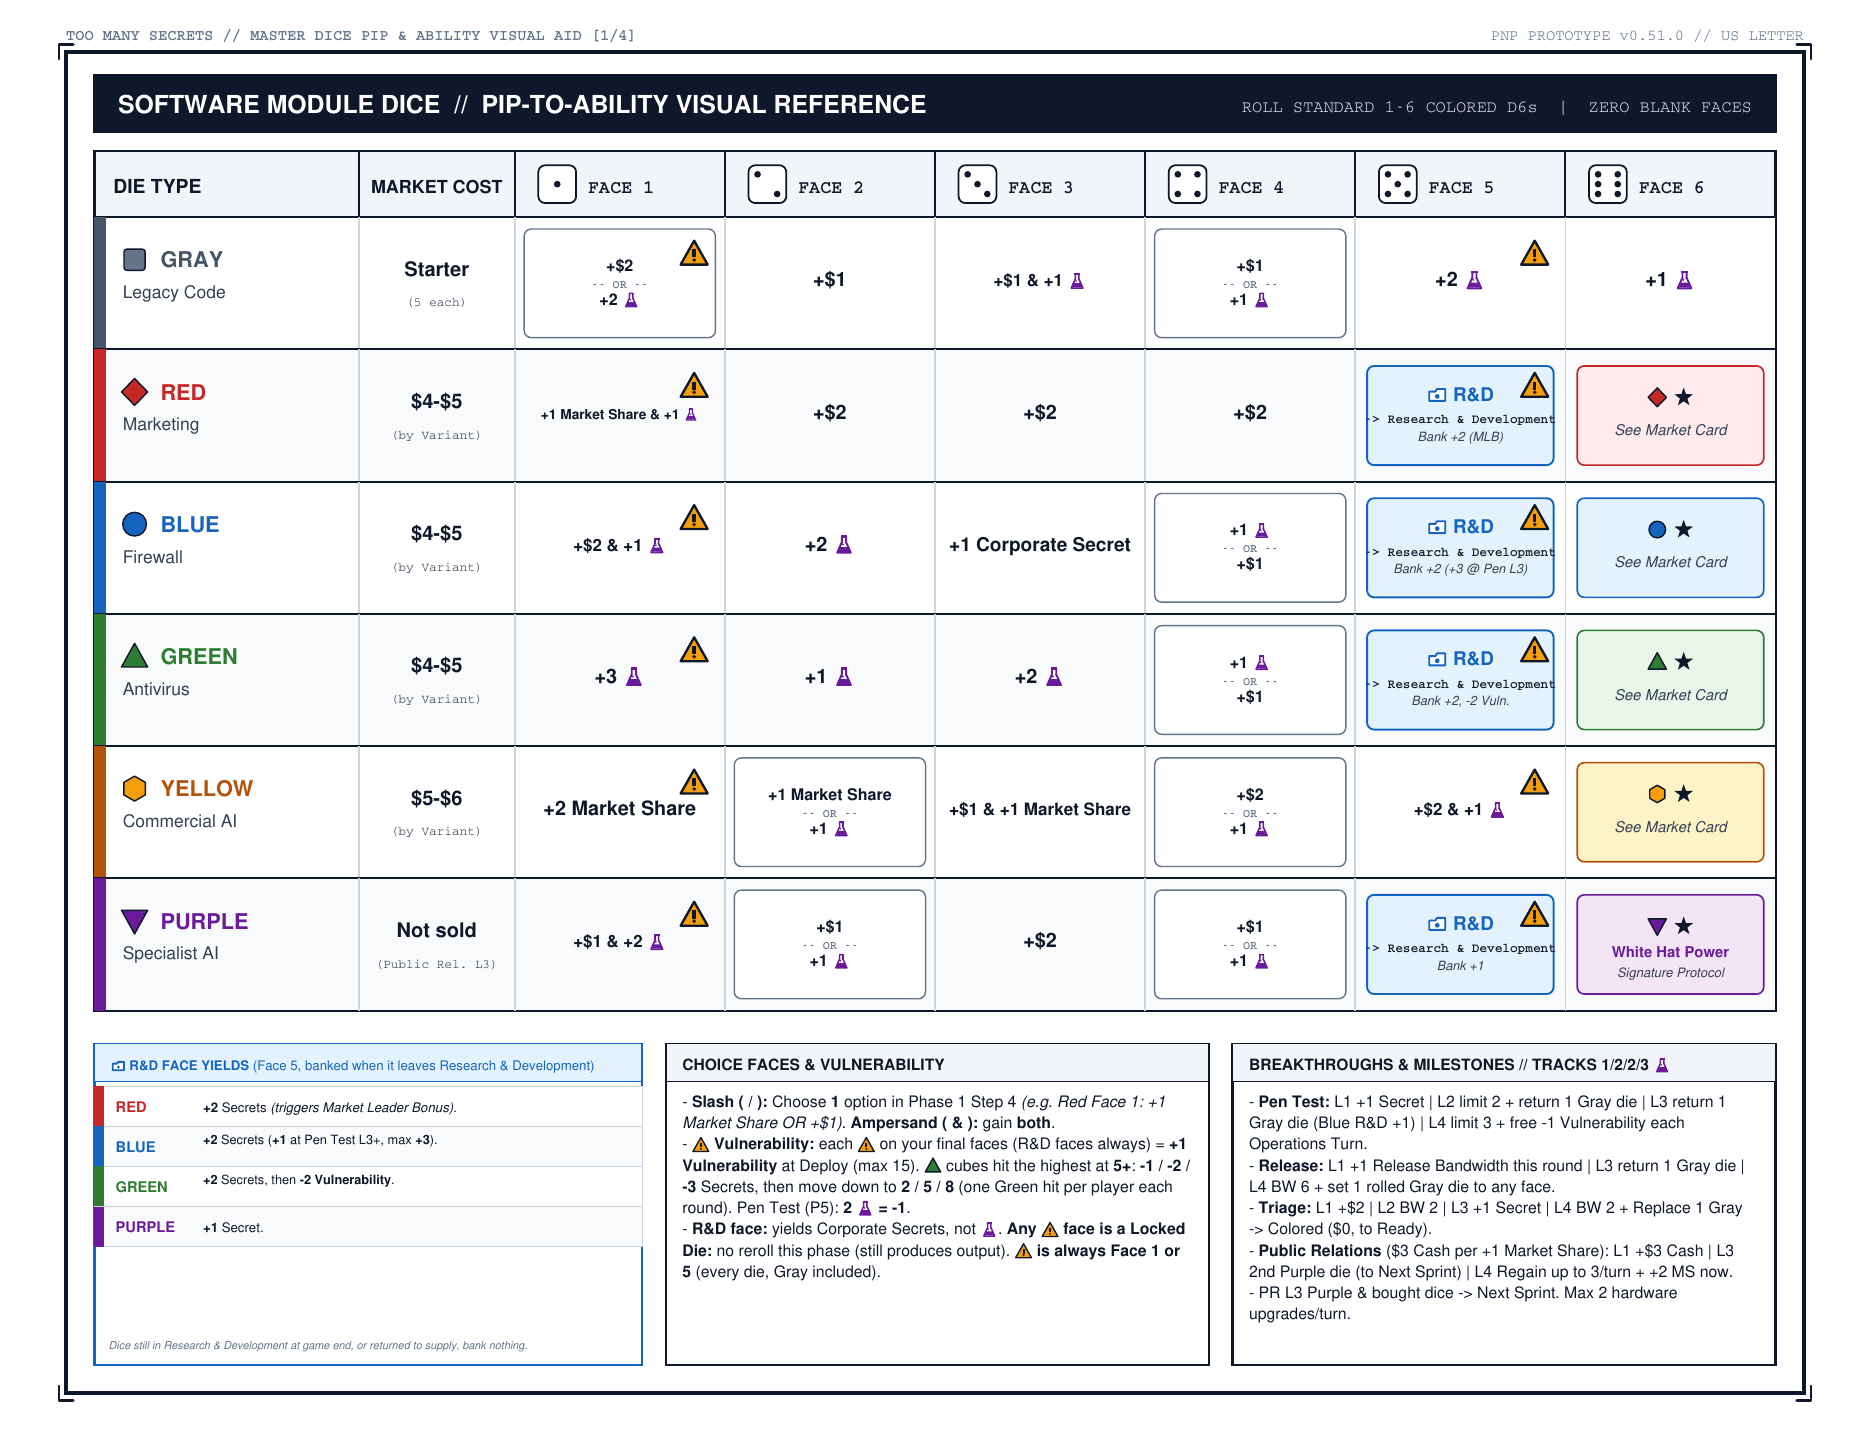 TOO MANY SECRETS // MASTER DICE PIP & ABILITY VISUAL AID [1/4]
PNP PROTOTYPE v0.51.0 // US LETTER
SOFTWARE MODULE DICE // PIP-TO-ABILITY VISUAL REFERENCE
ROLL STANDARD 1-6 COLORED D6s | ZERO BLANK FACES
DIE TYPE
MARKET COST
FACE 1
FACE 2
FACE 3
FACE 4
FACE 5
FACE 6
GRAY
Legacy Code
Starter
(5 each)
+$2
-- OR --
+2
+$1
+$1 & +1
+$1
-- OR --
+1
+2
+1
RED
Marketing
$4-$5
(by Variant)
+1 Market Share & +1
+$2
+$2
+$2
R&D
-> Research & Development
Bank +2 (MLB)
See Market Card
BLUE
Firewall
$4-$5
(by Variant)
+$2 & +1
+2
+1 Corporate Secret
+1
-- OR --
+$1
R&D
-> Research & Development
Bank +2 (+3 @ Pen L3)
See Market Card
GREEN
Antivirus
$4-$5
(by Variant)
+3
+1
+2
+1
-- OR --
+$1
R&D
-> Research & Development
Bank +2, -2 Vuln.
See Market Card
YELLOW
Commercial AI
$5-$6
(by Variant)
+2 Market Share
+1 Market Share
-- OR --
+1
+$1 & +1 Market Share
+$2
-- OR --
+1
+$2 & +1
See Market Card
PURPLE
Specialist AI
Not sold
(Public Rel. L3)
+$1 & +2
+$1
-- OR --
+1
+$2
+$1
-- OR --
+1
R&D
-> Research & Development
Bank +1
White Hat Power
Signature Protocol
R&D FACE YIELDS (Face 5, banked when it leaves Research & Development)
RED
+2 Secrets (triggers Market Leader Bonus).
BLUE
+2 Secrets (+1 at Pen Test L3+, max +3).
GREEN
+2 Secrets, then -2 Vulnerability.
PURPLE
+1 Secret.
Dice still in Research & Development at game end, or returned to supply, bank nothing.
CHOICE FACES & VULNERABILITY
- Slash ( / ): Choose 1 option in Phase 1 Step 4 (e.g. Red Face 1: +1
Market Share OR +$1). Ampersand ( & ): gain both.
- Vulnerability: each on your final faces (R&D faces always) = +1
Vulnerability at Deploy (max 15). cubes hit the highest at 5+: -1 / -2 /
-3 Secrets, then move down to 2 / 5 / 8 (one Green hit per player each
round). Pen Test (P5): 2 = -1.
- R&D face: yields Corporate Secrets, not . Any face is a Locked
Die: no reroll this phase (still produces output). is always Face 1 or
5 (every die, Gray included).
BREAKTHROUGHS & MILESTONES // TRACKS 1/2/2/3
- Pen Test: L1 +1 Secret | L2 limit 2 + return 1 Gray die | L3 return 1
Gray die (Blue R&D +1) | L4 limit 3 + free -1 Vulnerability each
Operations Turn.
- Release: L1 +1 Release Bandwidth this round | L3 return 1 Gray die |
L4 BW 6 + set 1 rolled Gray die to any face.
- Triage: L1 +$2 | L2 BW 2 | L3 +1 Secret | L4 BW 2 + Replace 1 Gray
-> Colored ($0, to Ready).
- Public Relations ($3 Cash per +1 Market Share): L1 +$3 Cash | L3
2nd Purple die (to Next Sprint) | L4 Regain up to 3/turn + +2 MS now.
- PR L3 Purple & bought dice -> Next Sprint. Max 2 hardware
upgrades/turn.